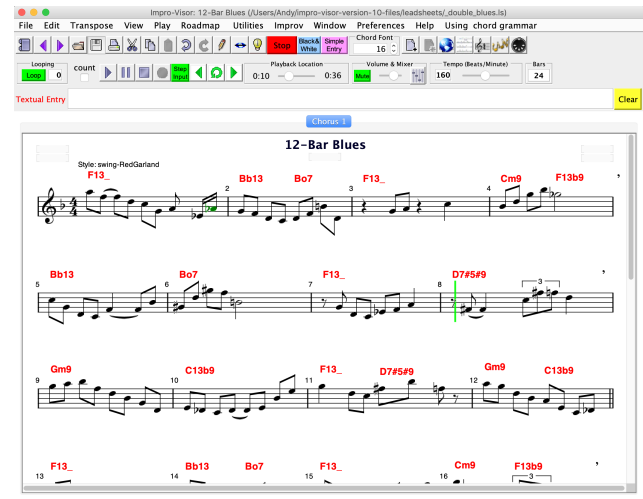 Impro-Visor: 12-Bar Blues (/Users/Andy/impro-visor-version-10-files/leadsheets/_double_blues.ls)
File Edit Transpose View Play Roadmap Utilities Improv Window Preferences Help Using chord grammar
Stop Black& White Simple Entry Chord Font 16
Looping Loop 0 count Step Input Playback Location 0:10 0:36 Volume & Mixer Mute Tempo (Beats/Minute) 160 Bars 24
Textual Entry Clear
Chorus 1
12-Bar Blues
Style: swing-RedGarland
F13_ Bb13 Bo7 F13_ Cm9 F13b9 ,
4 4 2 3 4
Bb13 Bo7 F13_ D7#5#9 ,
5 6 7 8 3
Gm9 C13b9 F13_ D7#5#9 Gm9 C13b9
9 10 11 12
F13_ Bb13 Bo7 F13_ Cm9 F13b9 ,
13 14 15 16 3